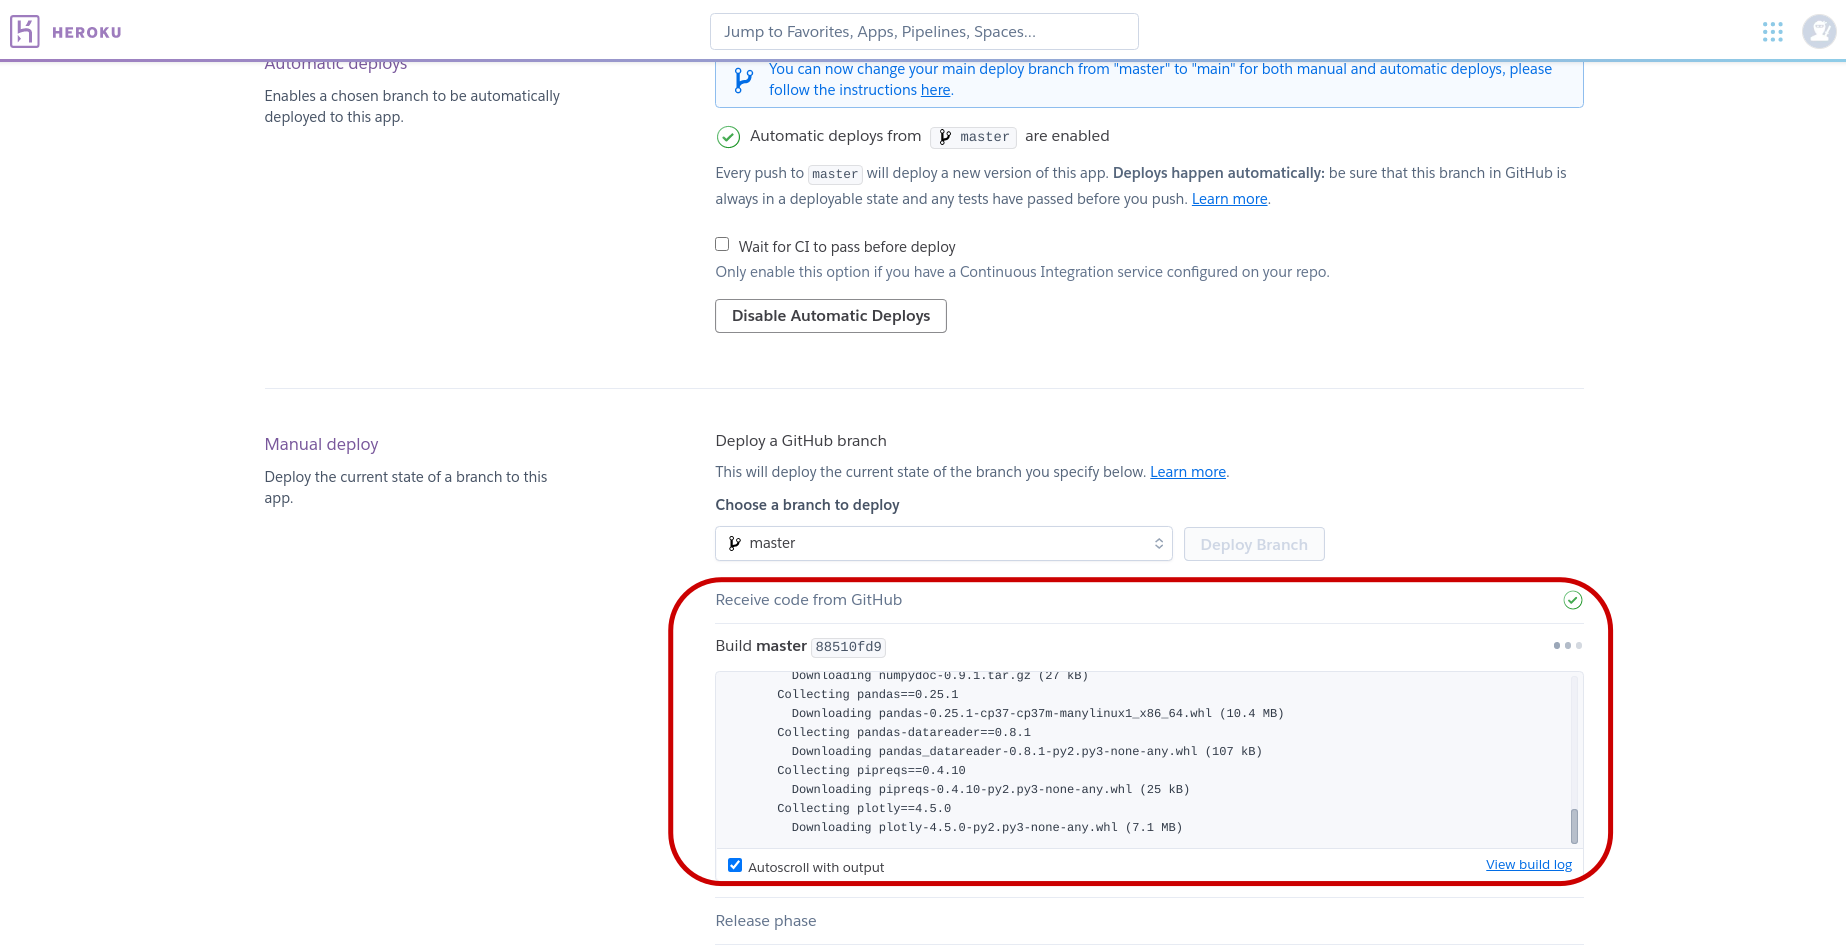 HEROKU
Jump to Favorites, Apps, Pipelines, Spaces...
Automatic deploys
Enables a chosen branch to be automatically
deployed to this app.
You can now change your main deploy branch from "master" to "main" for both manual and automatic deploys, please
follow the instructions here.
Automatic deploys from master are enabled
Every push to master will deploy a new version of this app. Deploys happen automatically: be sure that this branch in GitHub is
always in a deployable state and any tests have passed before you push. Learn more.
Wait for CI to pass before deploy
Only enable this option if you have a Continuous Integration service configured on your repo.
Disable Automatic Deploys
Manual deploy
Deploy the current state of a branch to this
app.
Deploy a GitHub branch
This will deploy the current state of the branch you specify below. Learn more.
Choose a branch to deploy
master
Deploy Branch
Receive code from GitHub
Build master 88510fd9
Downloading numpydoc-0.9.1.tar.gz (27 kB)
Collecting pandas==0.25.1
Downloading pandas-0.25.1-cp37-cp37m-manylinux1_x86_64.whl (10.4 MB)
Collecting pandas-datareader==0.8.1
Downloading pandas_datareader-0.8.1-py2.py3-none-any.whl (107 kB)
Collecting pipreqs==0.4.10
Downloading pipreqs-0.4.10-py2.py3-none-any.whl (25 kB)
Collecting plotly==4.5.0
Downloading plotly-4.5.0-py2.py3-none-any.whl (7.1 MB)
Autoscroll with output
View build log
Release phase